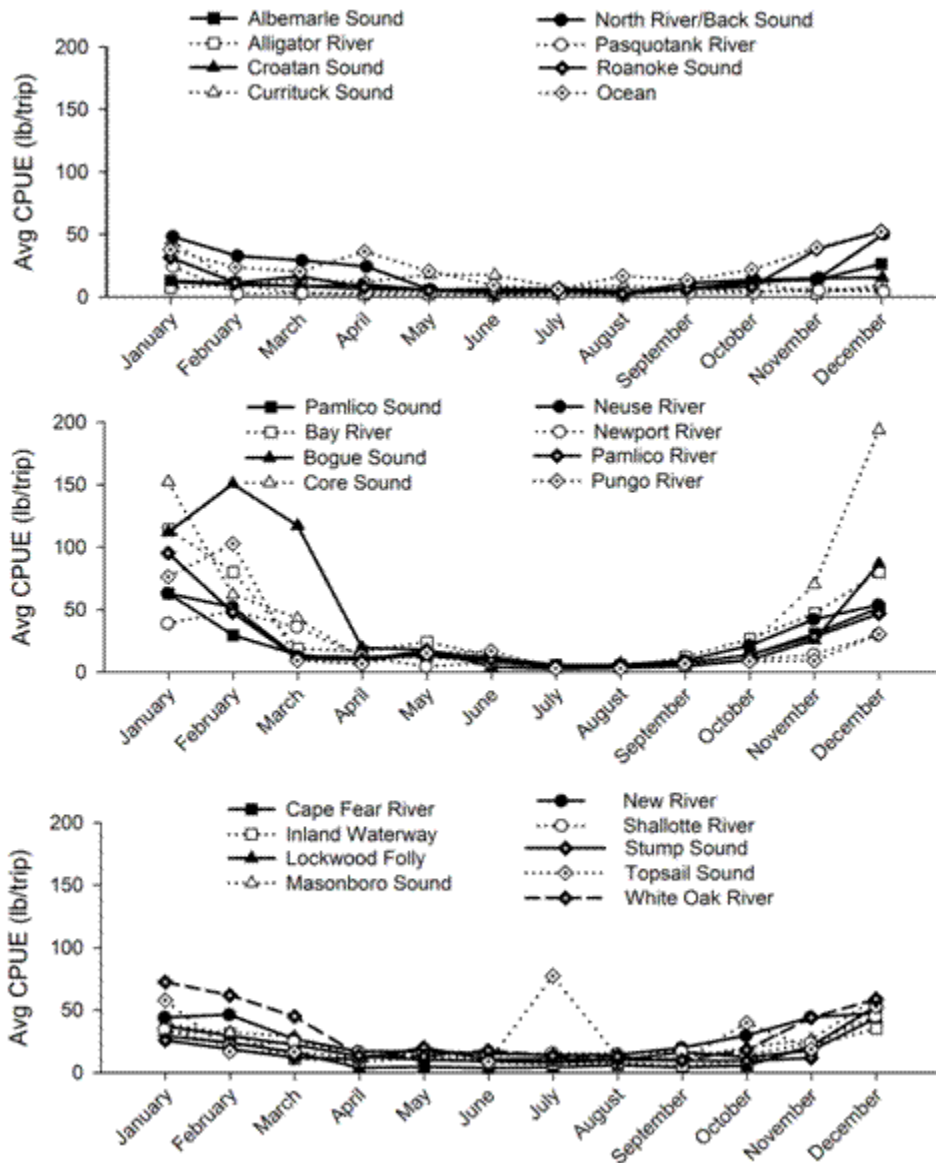 Albemarle Sound North River/Back Sound
Alligator River Pasquotank River
Croatan Sound Roanoke Sound
Currituck Sound Ocean
Avg CPUE (lb/trip)
200
150
100
50
0
January February March April May June July August September October November December
Pamlico Sound Neuse River
Bay River Newport River
Bogue Sound Pamlico River
Core Sound Pungo River
Avg CPUE (lb/trip)
200
150
100
50
0
January February March April May June July August September October November December
Cape Fear River New River
Inland Waterway Shallotte River
Lockwood Folly Stump Sound
Masonboro Sound Topsail Sound
White Oak River
Avg CPUE (lb/trip)
200
150
100
50
0
January February March April May June July August September October November December